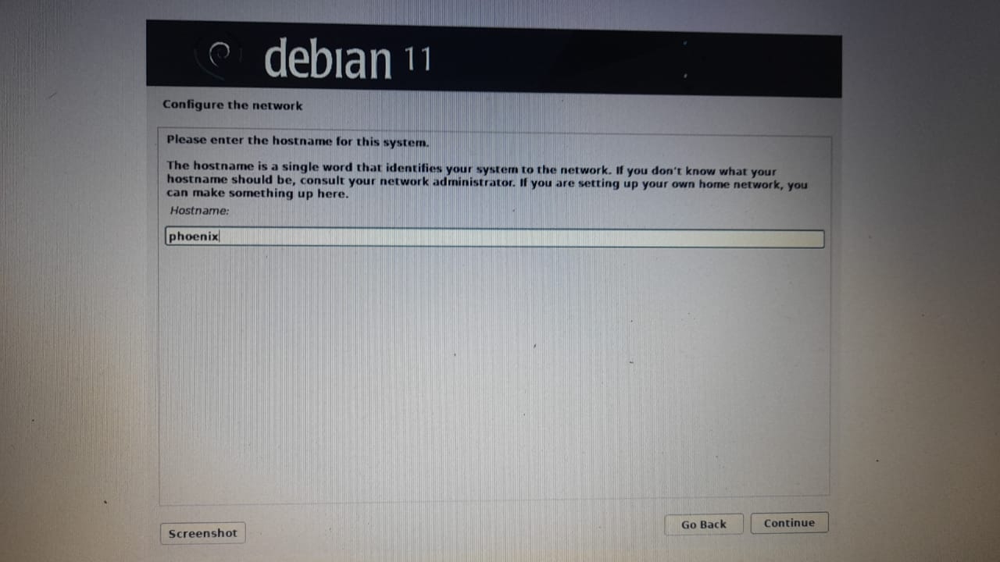 debian 11
Configure the network
Please enter the hostname for this system.
The hostname is a single word that identifies your system to the network. If you don't know what your
hostname should be, consult your network administrator. If you are setting up your own home network, you
can make something up here.
Hostname:
phoenix
Screenshot
Go Back
Continue